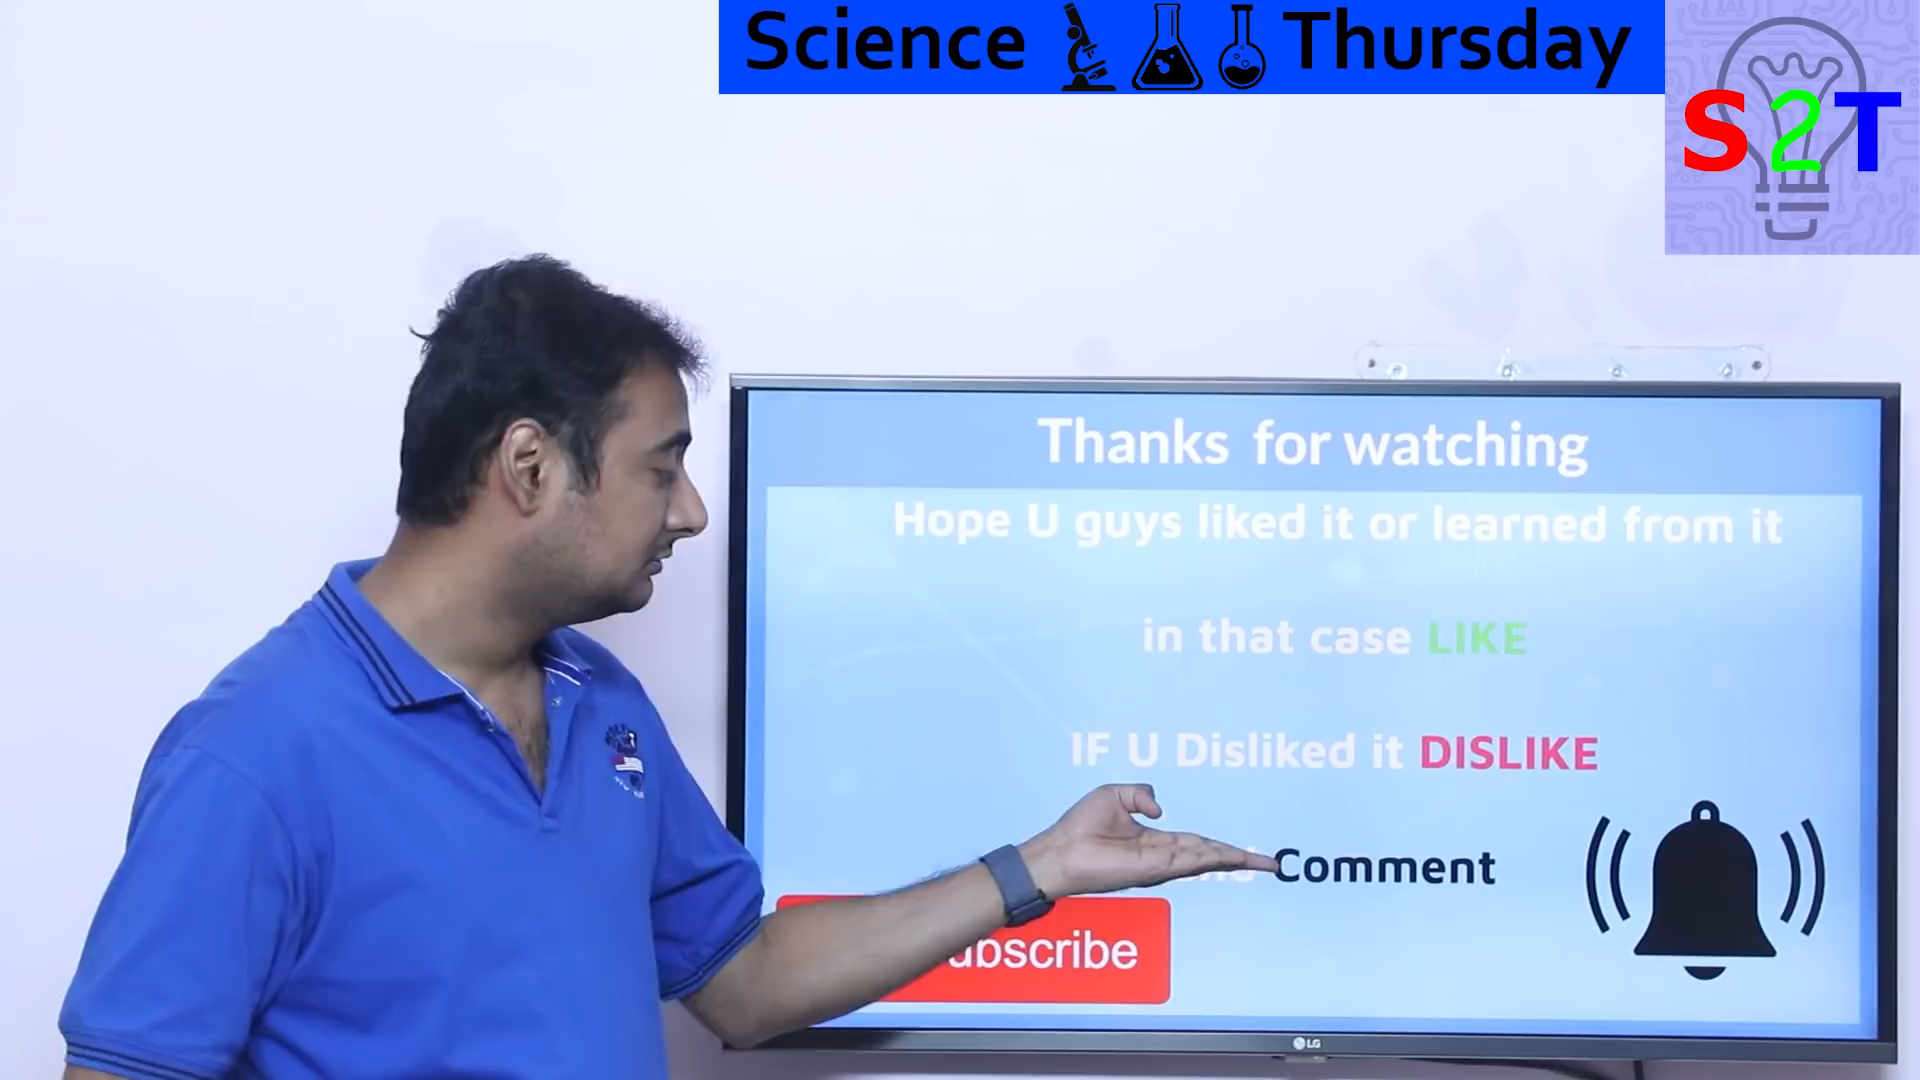 Science Thursday
S2T
Thanks for watching
Hope U guys liked it or learned from it
in that case LIKE
IF U Disliked it DISLIKE
Comment
LG